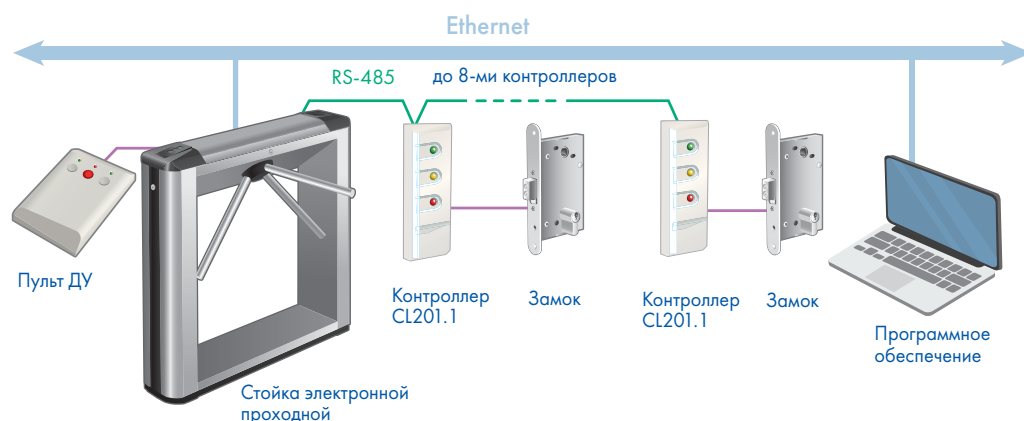 Ethernet
RS-485
до 8-ми контроллеров
Пульт ДУ
Стойка электронной
проходной
Контроллер
CL201.1
Замок
Контроллер
CL201.1
Замок
Программное
обеспечение